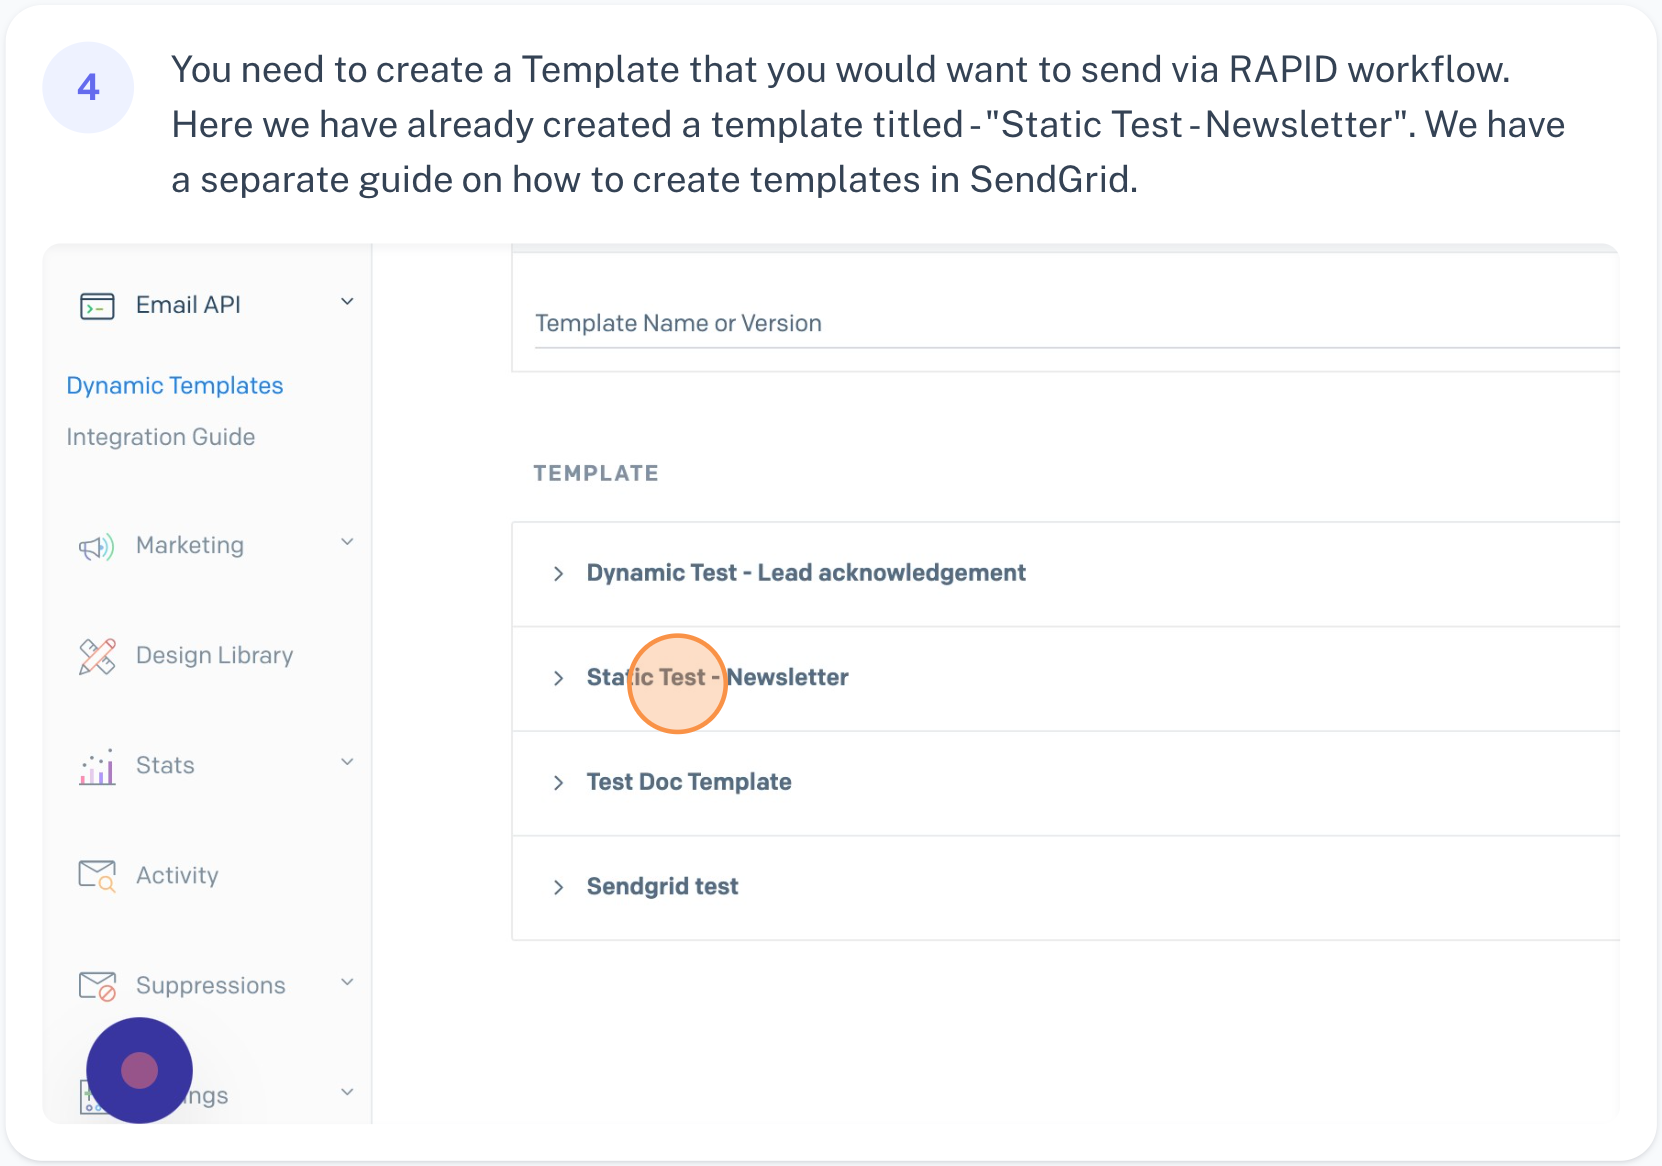 4
You need to create a Template that you would want to send via RAPID workflow.
Here we have already created a template titled - "Static Test - Newsletter". We have
a separate guide on how to create templates in SendGrid.
Email API
Dynamic Templates
Integration Guide
Marketing
Design Library
Stats
Activity
Suppressions
ngs
Template Name or Version
TEMPLATE
Dynamic Test - Lead acknowledgement
Static Test - Newsletter
Test Doc Template
Sendgrid test